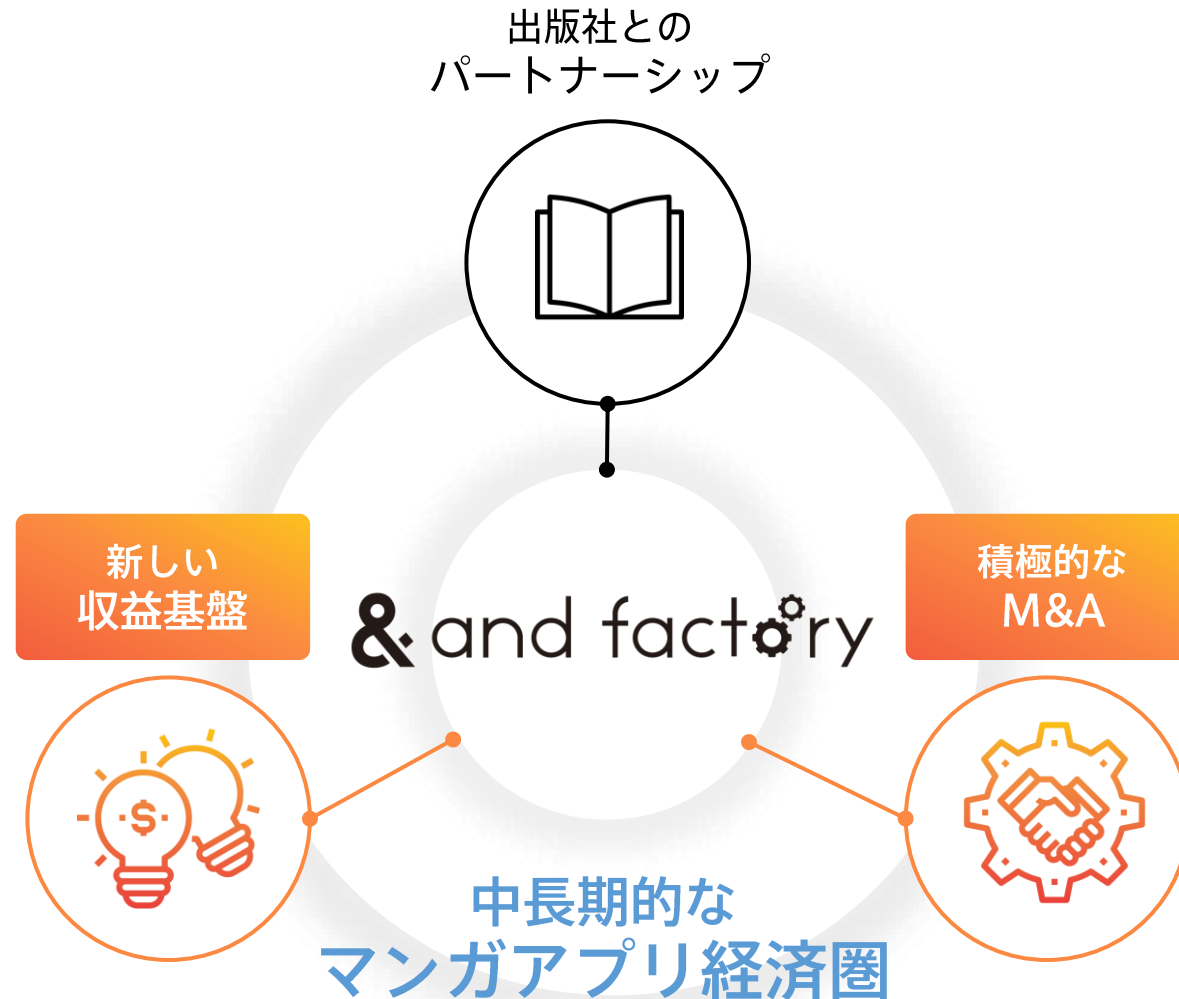 出版社との
パートナーシップ
新しい
収益基盤
& and factory
積極的な
M&A
$
中長期的な
マンガアプリ経済圏